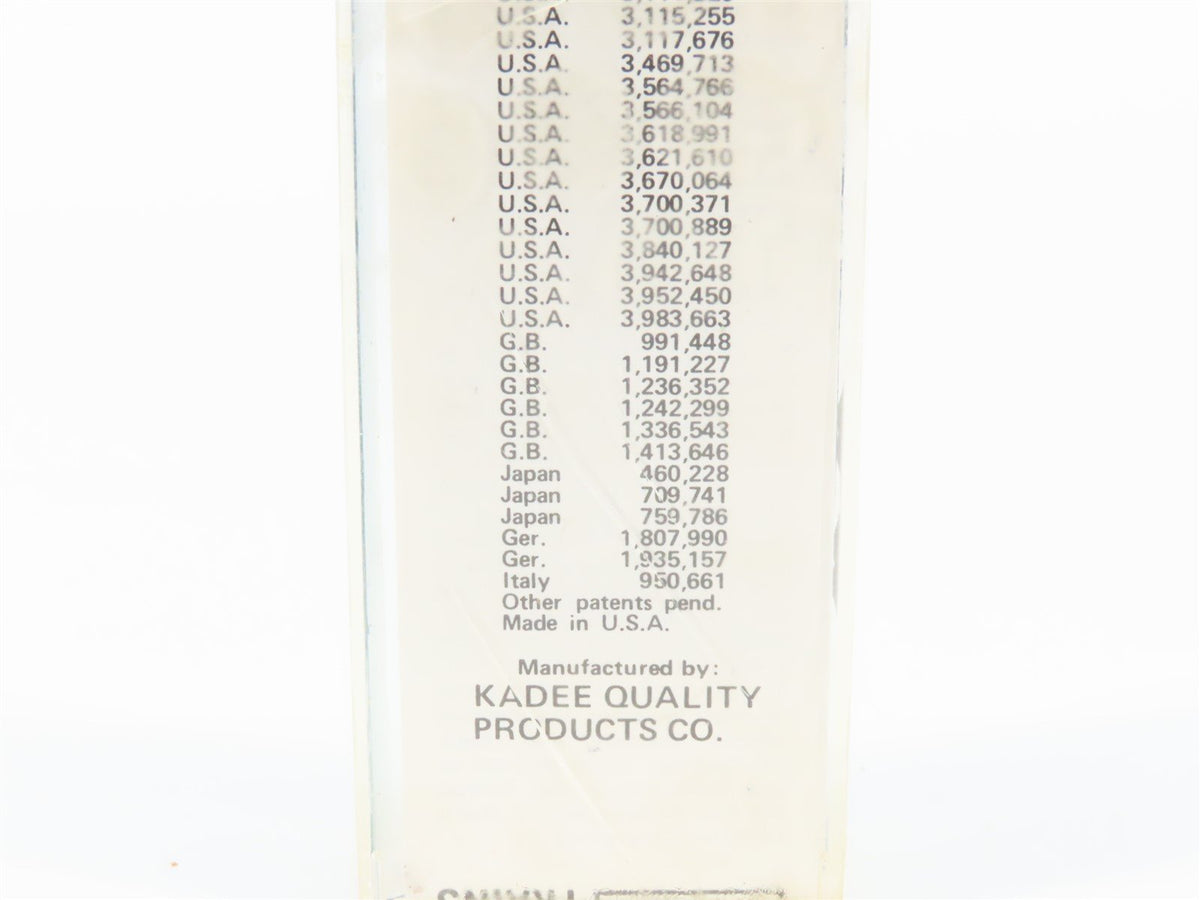 U.S.A. 3,115,255
U.S.A. 3,117,676
U.S.A. 3,469,713
U.S.A. 3,564,766
U.S.A. 3,566,104
U.S.A. 3,618,991
U.S.A. 3,621,610
U.S.A. 3,670,064
U.S.A. 3,700,371
U.S.A. 3,700,889
U.S.A. 3,840,127
U.S.A. 3,942,648
U.S.A. 3,952,450
U.S.A. 3,983,663
G.B. 991,448
G.B. 1,191,227
G.B. 1,236,352
G.B. 1,242,299
G.B. 1,336,543
G.B. 1,413,646
Japan 460,228
Japan 709,741
Japan 759,786
Ger. 1,807,990
Ger. 1,935,157
Italy 950,661
Other patents pend.
Made in U.S.A.
Manufactured by:
KADEE QUALITY
PRODUCTS CO.